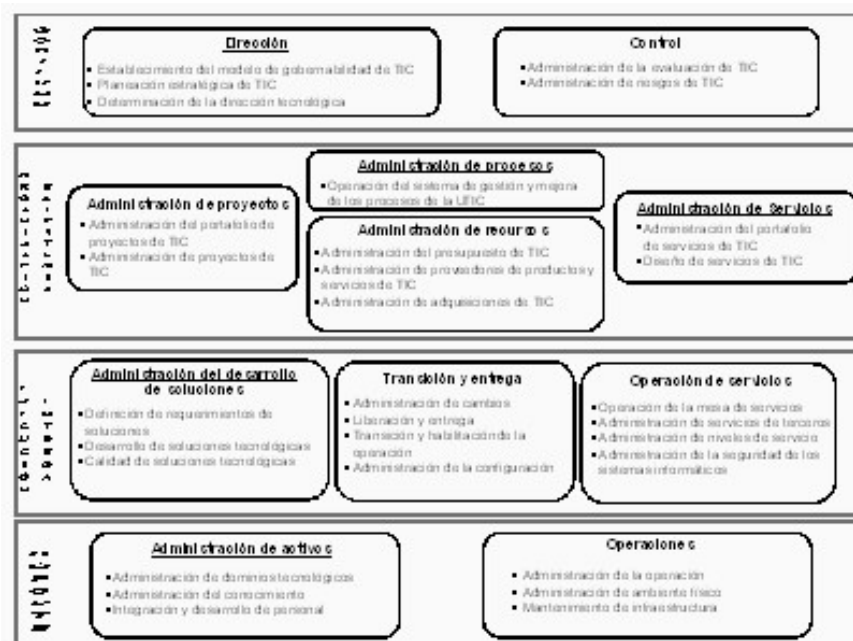 Dirección
▪ Establecimiento del modelo de gobernabilidad de TIC
▪ Planeación estratégica de TIC
▪ Determinación de la dirección tecnológica
Control
▪ Administración de la evaluación de TIC
▪ Administración de riesgos de TIC
Administración de procesos
▪ Operación del sistema de gestión y mejora
de los procesos de la UTIC
Administración de proyectos
▪ Administración del portafolio de
proyectos de TIC
▪ Administración de proyectos de
TIC
Administración de recursos
▪ Administración del presupuesto de TIC
▪ Administración de proveedores de productos y
servicios de TIC
▪ Administración de adquisiciones de TIC
Administración de Servicios
▪ Administración del portafolio
de servicios de TIC
▪ Diseño de servicios de TIC
Administración del desarrollo
de soluciones
▪ Definición de requerimientos de
soluciones
▪ Desarrollo de soluciones tecnológicas
▪ Calidad de soluciones tecnológicas
Transición y entrega
▪ Administración de cambios
▪ Liberación y entrega
▪ Transición y habilitación de la
operación
▪ Administración de la configuración
Operación de servicios
▪ Operación de la mesa de servicios
▪ Administración de servicios de terceros
▪ Administración de niveles de servicio
▪ Administración de la seguridad de los
sistemas informáticos
Administración de activos
▪ Administración de dominios tecnológicos
▪ Administración del conocimiento
▪ Integración y desarrollo de personal
Operaciones
▪ Administración de la operación
▪ Administración de ambiente físico
▪ Mantenimiento de infraestructura